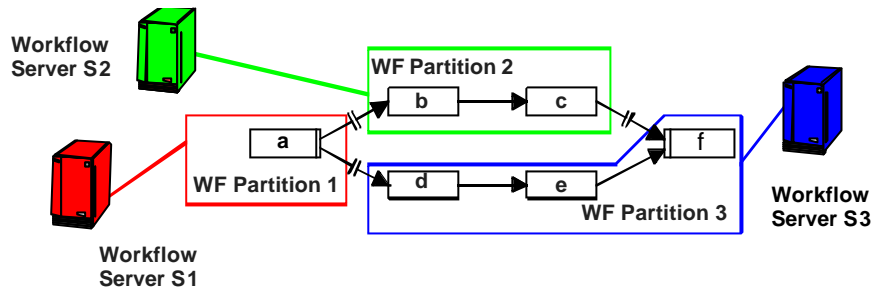 Workflow
Server S2
WF Partition 2
b
c
a
f
WF Partition 1
d
e
WF Partition 3
Workflow
Server S3
Workflow
Server S1